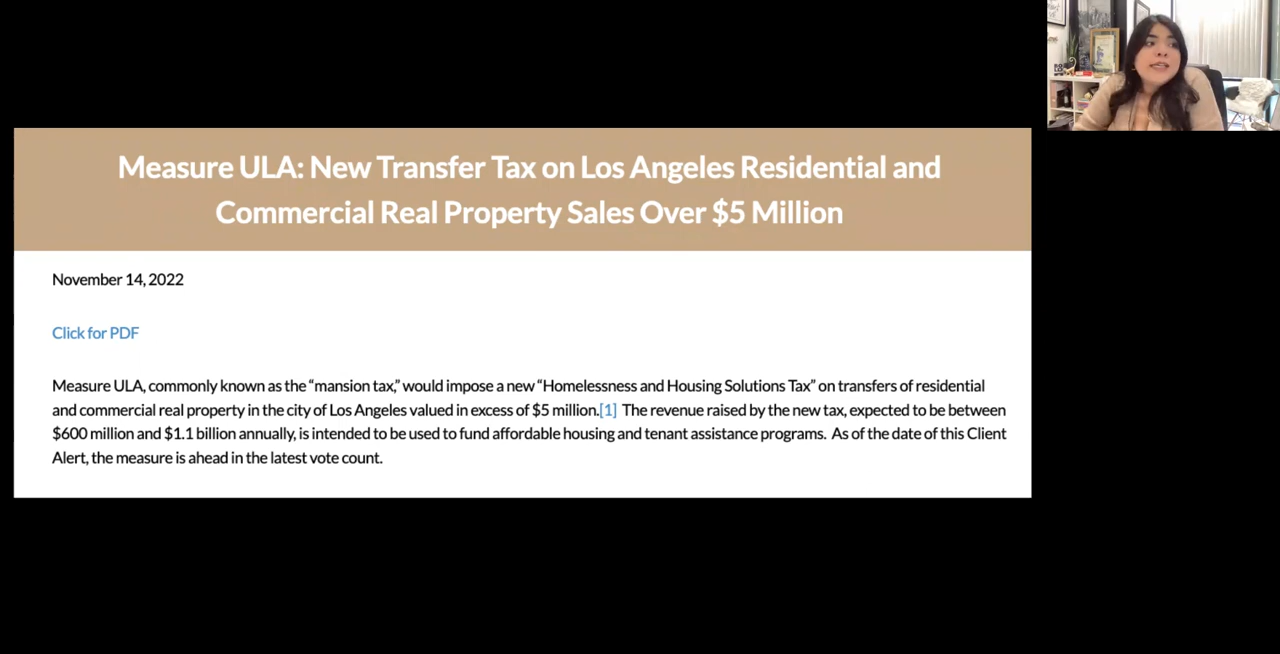 Measure ULA: New Transfer Tax on Los Angeles Residential and
Commercial Real Property Sales Over $5 Million
November 14, 2022
Click for PDF
Measure ULA, commonly known as the “mansion tax,” would impose a new “Homelessness and Housing Solutions Tax” on transfers of residential
and commercial real property in the city of Los Angeles valued in excess of $5 million.[1] The revenue raised by the new tax, expected to be between
$600 million and $1.1 billion annually, is intended to be used to fund affordable housing and tenant assistance programs. As of the date of this Client
Alert, the measure is ahead in the latest vote count.